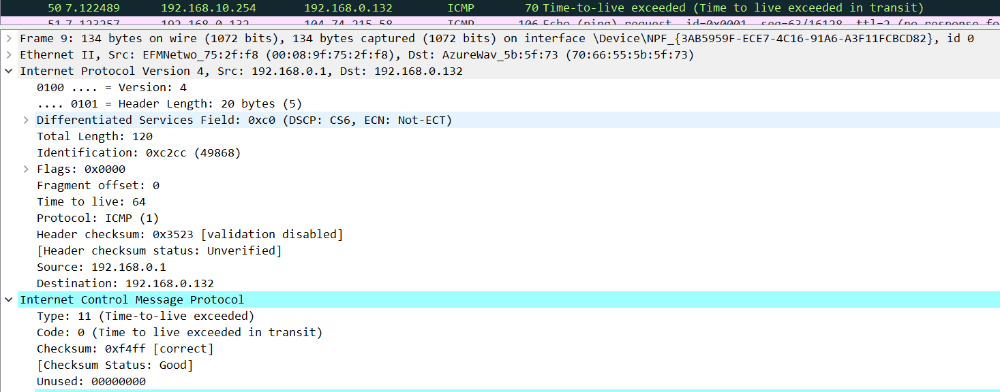 50 7.122489 192.168.10.254 192.168.0.132 ICMP 70 Time-to-live exceeded (Time to live exceeded in transit)
51 7.123257 192.168.0.132 104.74.215.58 ICMP 106 Echo (ping) request id=0x0001, seq=63/16128, ttl=2 (no response fo
Frame 9: 134 bytes on wire (1072 bits), 134 bytes captured (1072 bits) on interface \Device\NPF_{3AB5959F-ECE7-4C16-91A6-A3F11FCBCD82}, id 0
Ethernet II, Src: EFMNetwo_75:2f:f8 (00:08:9f:75:2f:f8), Dst: AzureWav_5b:5f:73 (70:66:55:5b:5f:73)
Internet Protocol Version 4, Src: 192.168.0.1, Dst: 192.168.0.132
0100 .... = Version: 4
.... 0101 = Header Length: 20 bytes (5)
Differentiated Services Field: 0xc0 (DSCP: CS6, ECN: Not-ECT)
Total Length: 120
Identification: 0xc2cc (49868)
Flags: 0x0000
Fragment offset: 0
Time to live: 64
Protocol: ICMP (1)
Header checksum: 0x3523 [validation disabled]
[Header checksum status: Unverified]
Source: 192.168.0.1
Destination: 192.168.0.132
Internet Control Message Protocol
Type: 11 (Time-to-live exceeded)
Code: 0 (Time to live exceeded in transit)
Checksum: 0xf4ff [correct]
[Checksum Status: Good]
Unused: 00000000